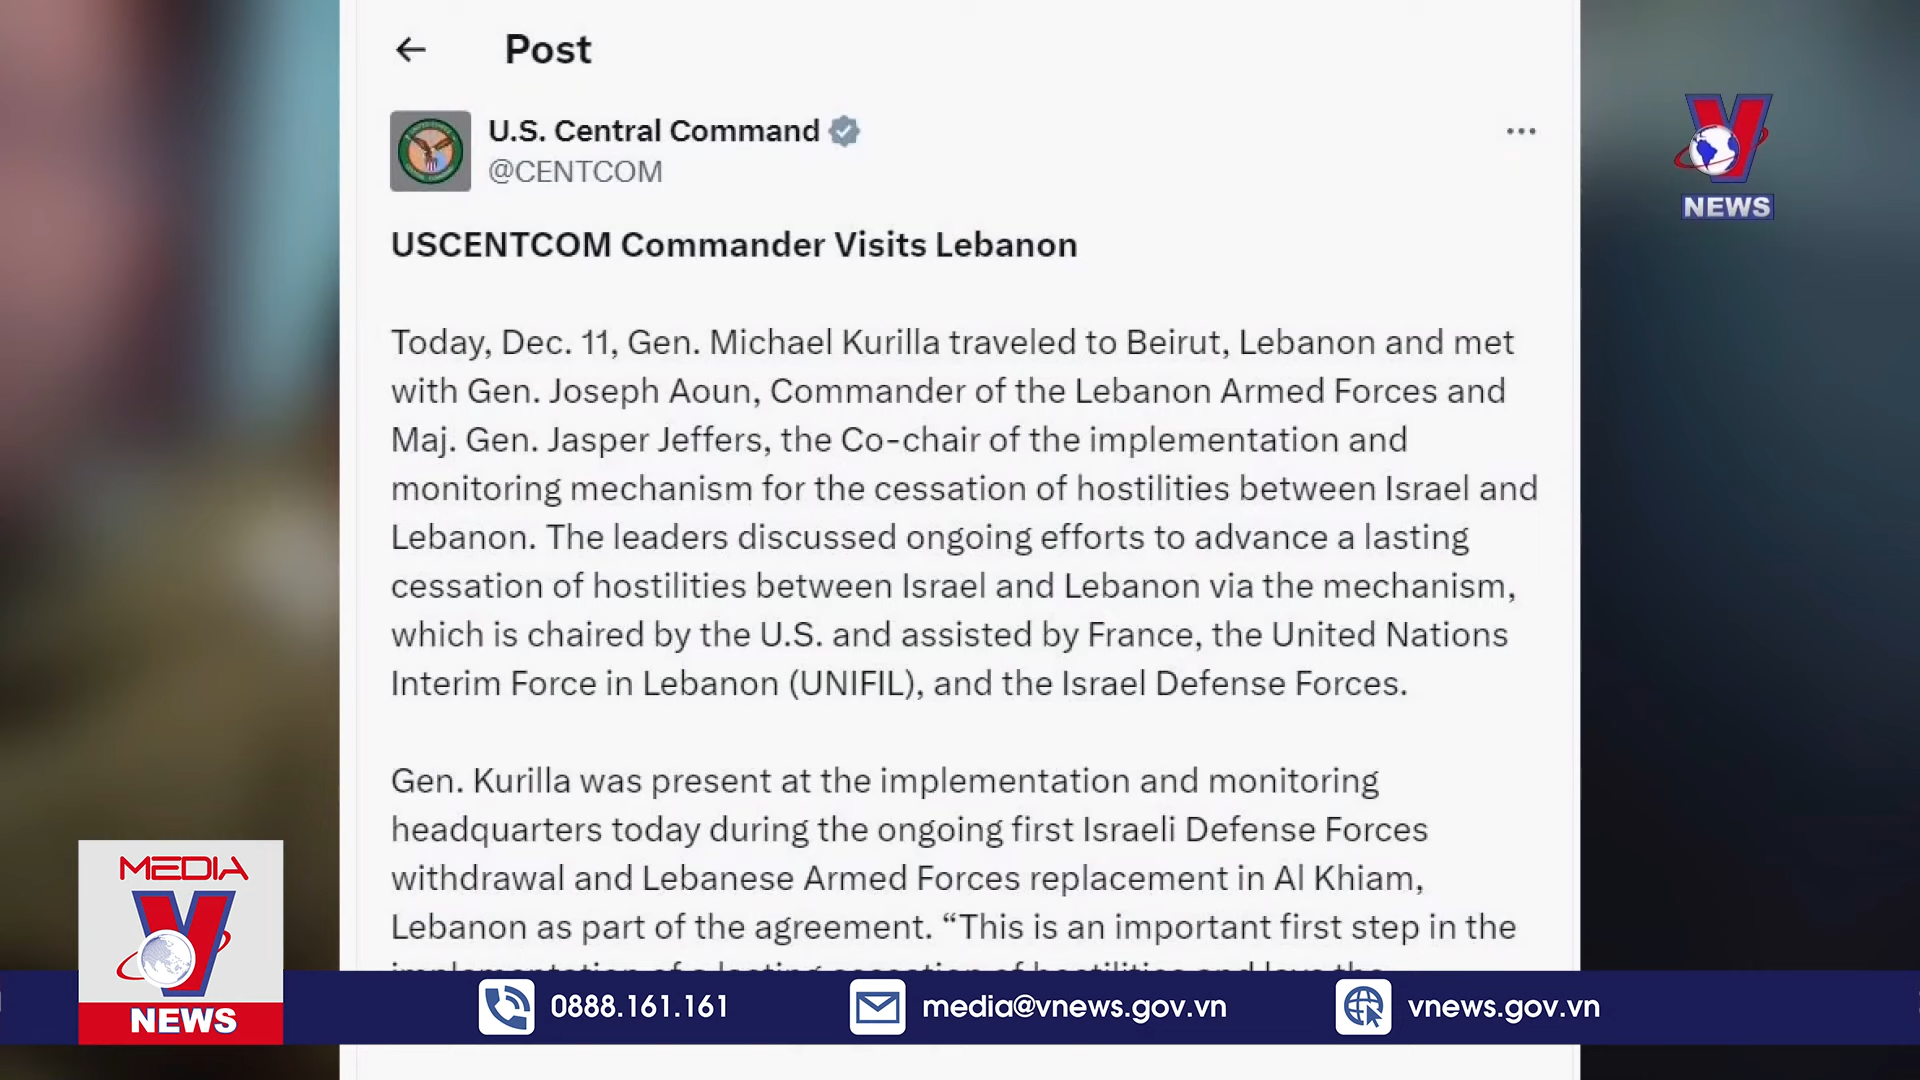 Post
U.S. Central Command
@CENTCOM
NEWS
USCENTCOM Commander Visits Lebanon
Today, Dec. 11, Gen. Michael Kurilla traveled to Beirut, Lebanon and met
with Gen. Joseph Aoun, Commander of the Lebanon Armed Forces and
Maj. Gen. Jasper Jeffers, the Co-chair of the implementation and
monitoring mechanism for the cessation of hostilities between Israel and
Lebanon. The leaders discussed ongoing efforts to advance a lasting
cessation of hostilities between Israel and Lebanon via the mechanism,
which is chaired by the U.S. and assisted by France, the United Nations
Interim Force in Lebanon (UNIFIL), and the Israel Defense Forces.
Gen. Kurilla was present at the implementation and monitoring
headquarters today during the ongoing first Israeli Defense Forces
withdrawal and Lebanese Armed Forces replacement in Al Khiam,
Lebanon as part of the agreement. “This is an important first step in the
MEDIA
V
NEWS
0888.161.161
media@vnews.gov.vn
vnews.gov.vn